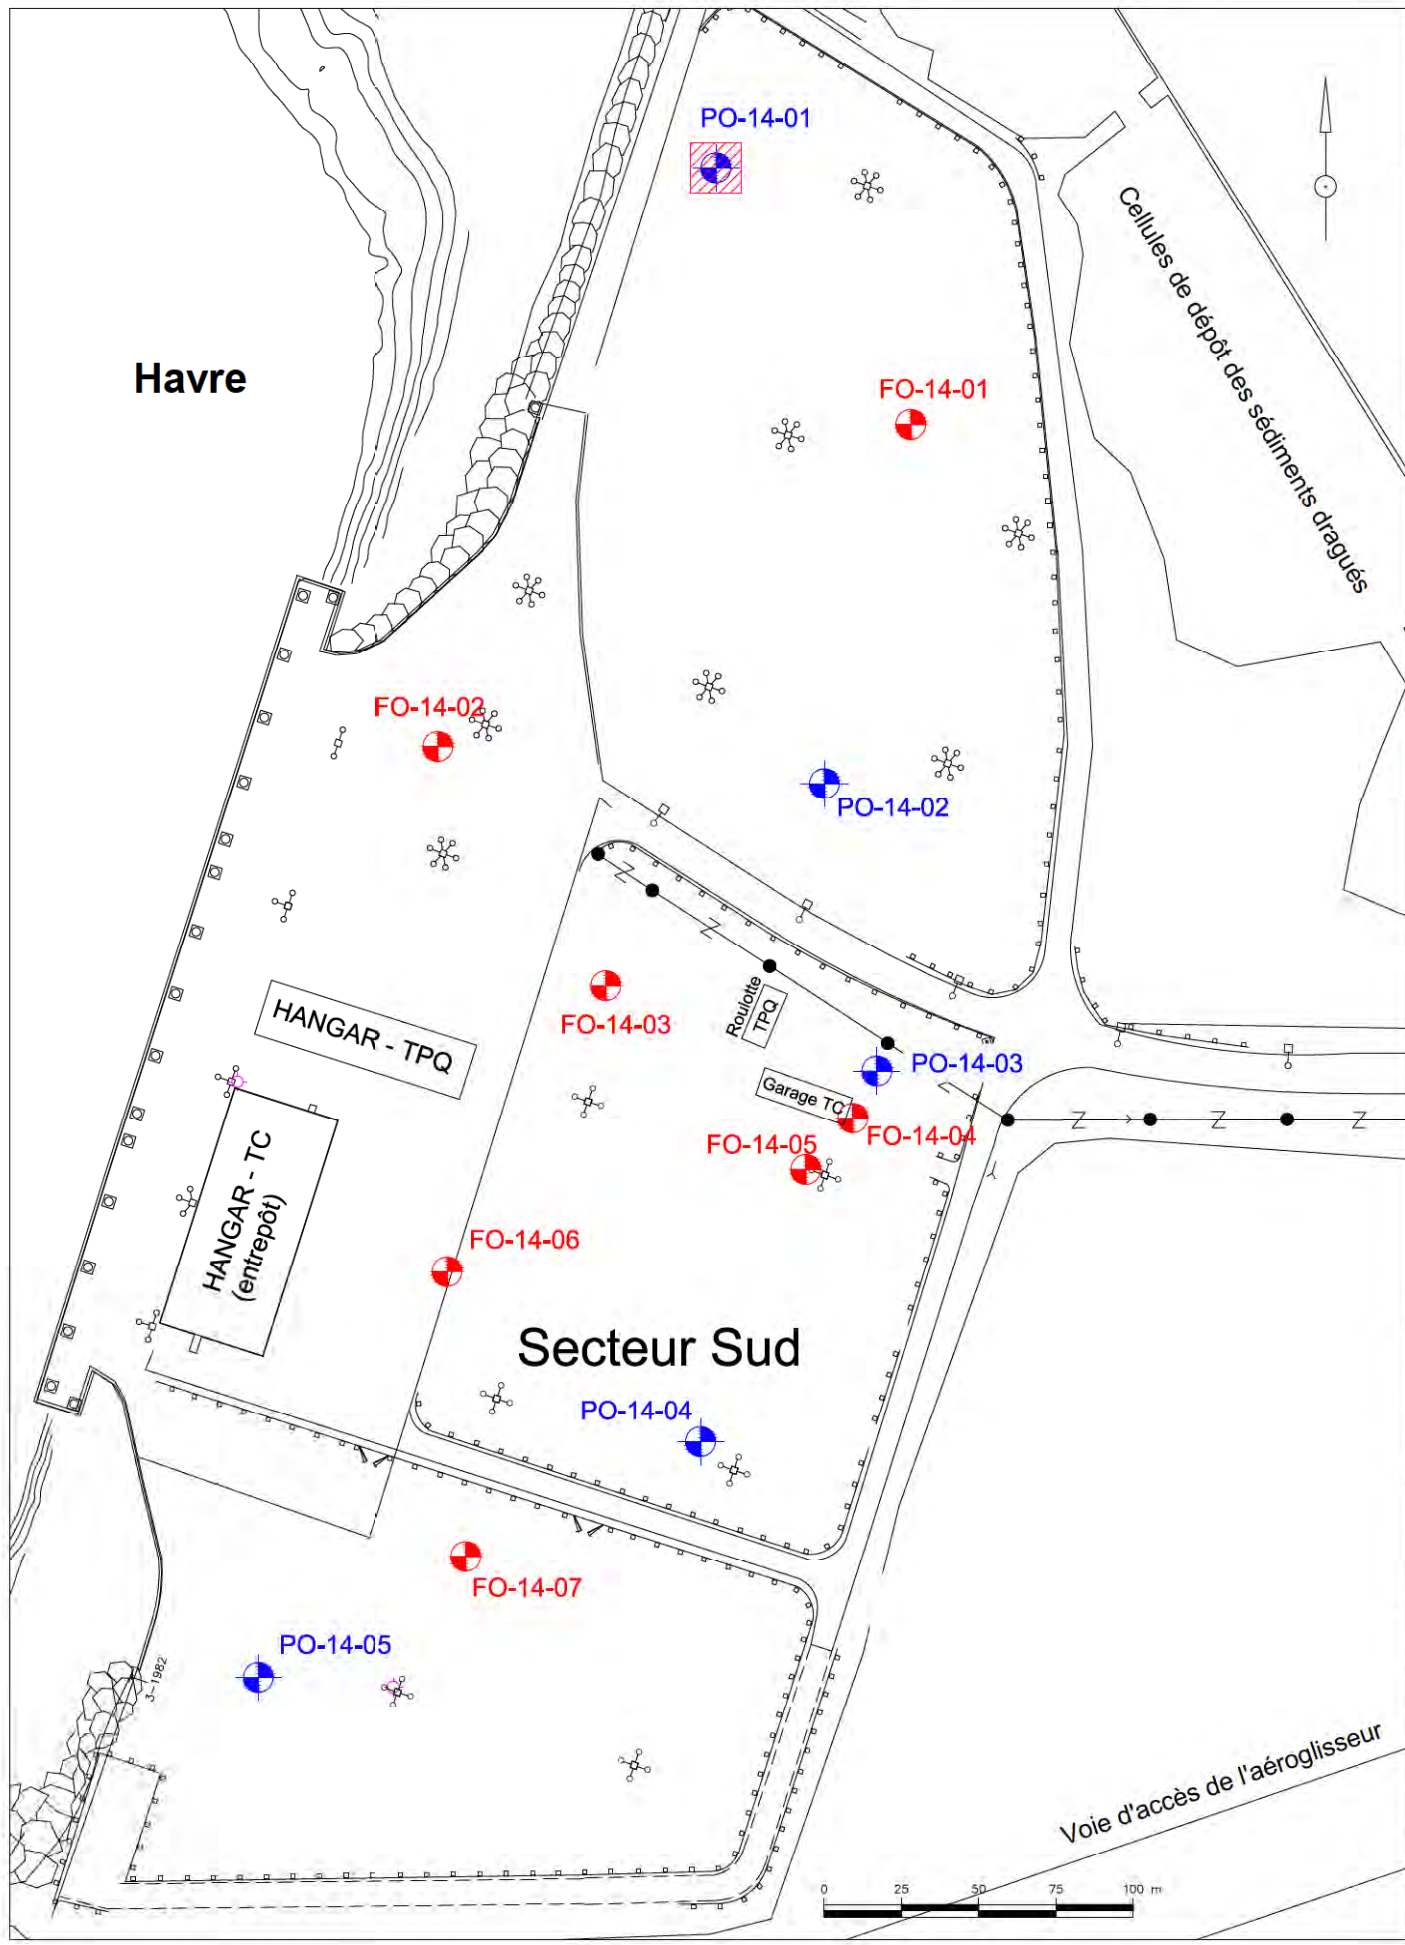 PO-14-01
Cellules de dépôt des sédiments dragués
Havre
FO-14-01
FO-14-02
PO-14-02
FO-14-03
Roulotte
TPQ
HANGAR - TPQ
PO-14-03
Garage TC
FO-14-04
FO-14-05
HANGAR - TC
(entrepôt)
FO-14-06
Secteur Sud
PO-14-04
FO-14-07
PO-14-05
3-1982
Voie d'accès de l'aéroglisseur
0 25 50 75 100 m